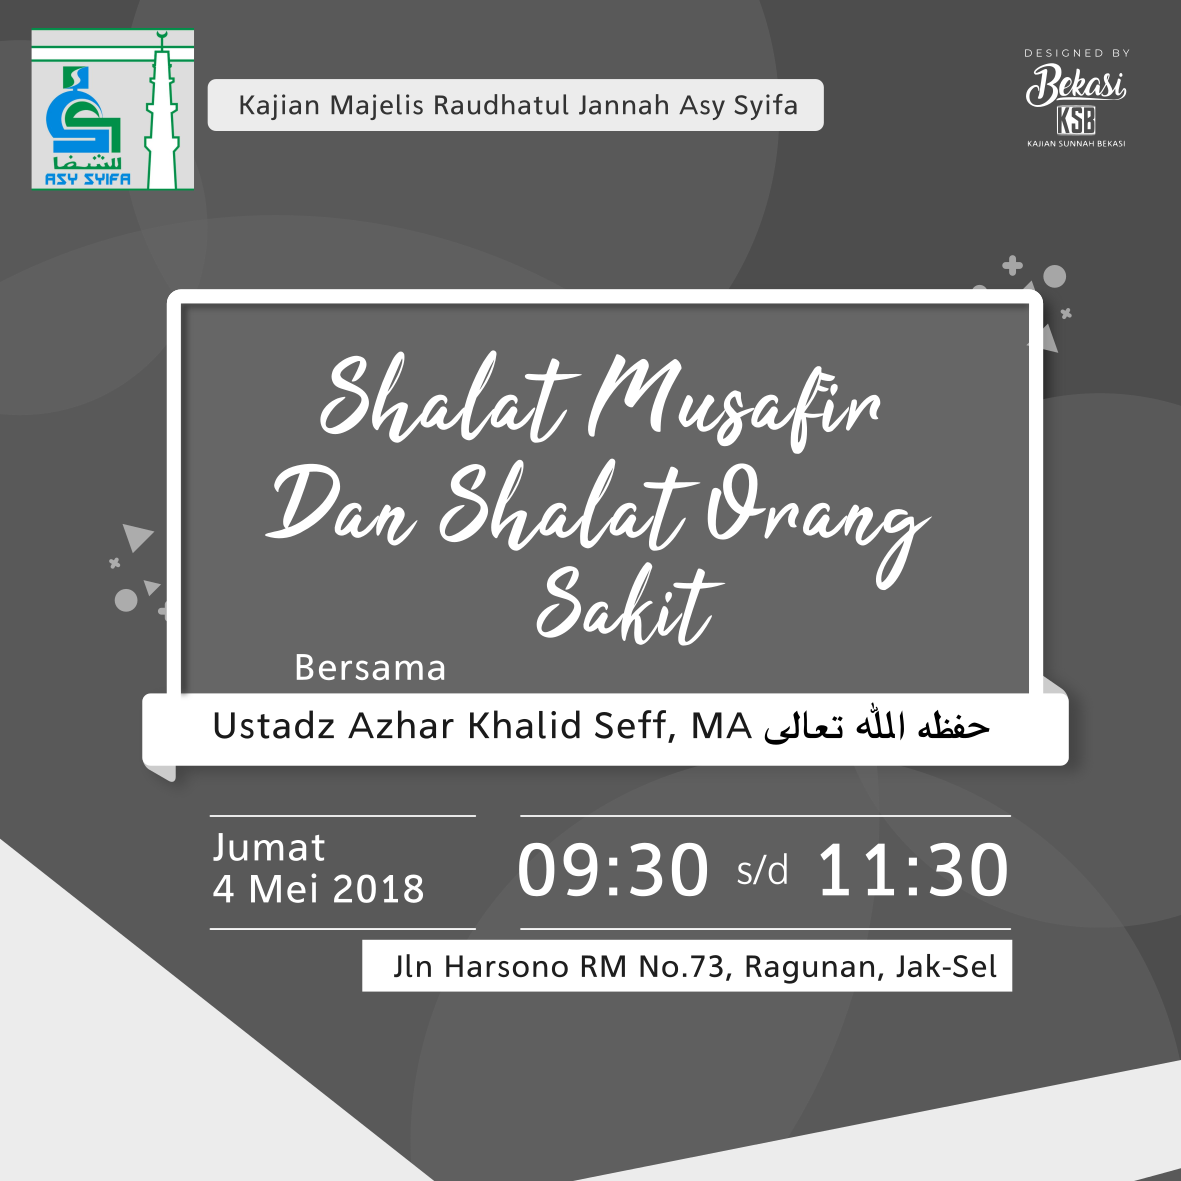 للشفا
ASY SYIFA
Kajian Majelis Raudhatul Jannah Asy Syifa
DESIGNED BY
Bekasi
KSB
KAJIAN SUNNAH BEKASI
Shalat Musafir
Dan Shalat Orang
Sakit
Bersama
Ustadz Azhar Khalid Seff, MA حفظه الله تعالى
Jumat
4 Mei 2018
09:30 s/d 11:30
Jln Harsono RM No.73, Ragunan, Jak-Sel